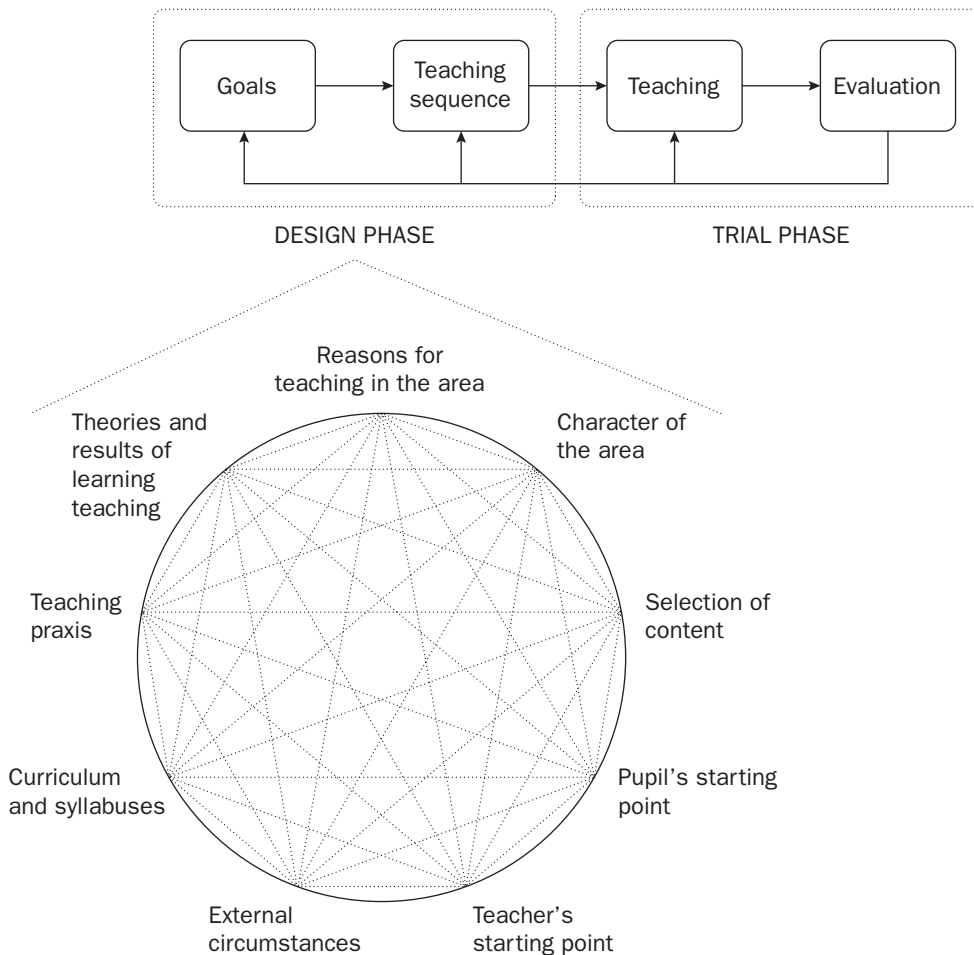 Goals
Teaching
sequence
Teaching
Evaluation
DESIGN PHASE
TRIAL PHASE
Reasons for
teaching in the area
Theories and
results of
learning
teaching
Character of
the area
Teaching
praxis
Selection of
content
Curriculum
and syllabuses
Pupil's starting
point
External
circumstances
Teacher's
starting point